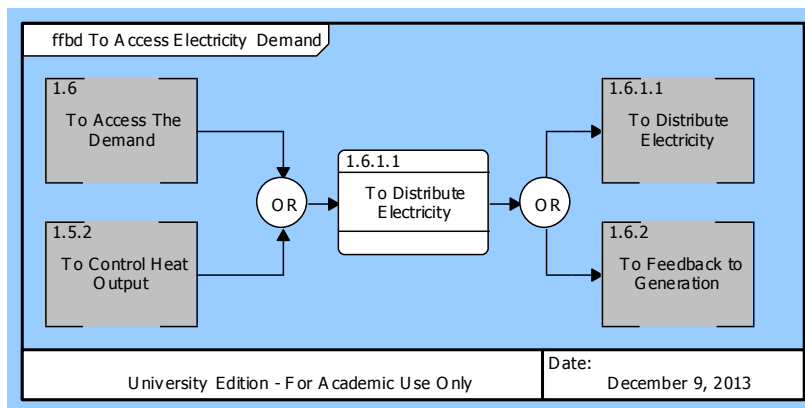 ffbd To Access Electricity Demand
1.6
To Access The
Demand
1.5.2
To Control Heat
Output
OR
1.6.1.1
To Distribute
Electricity
OR
1.6.1.1
To Distribute
Electricity
1.6.2
To Feedback to
Generation
University Edition - For Academic Use Only
Date:
December 9, 2013